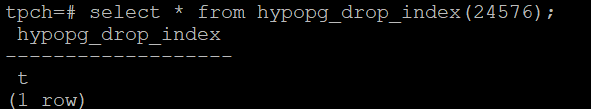 tpch=# select * from hypopg_drop_index(24576);
 hypopg_drop_index
-------------------
 t
(1 row)